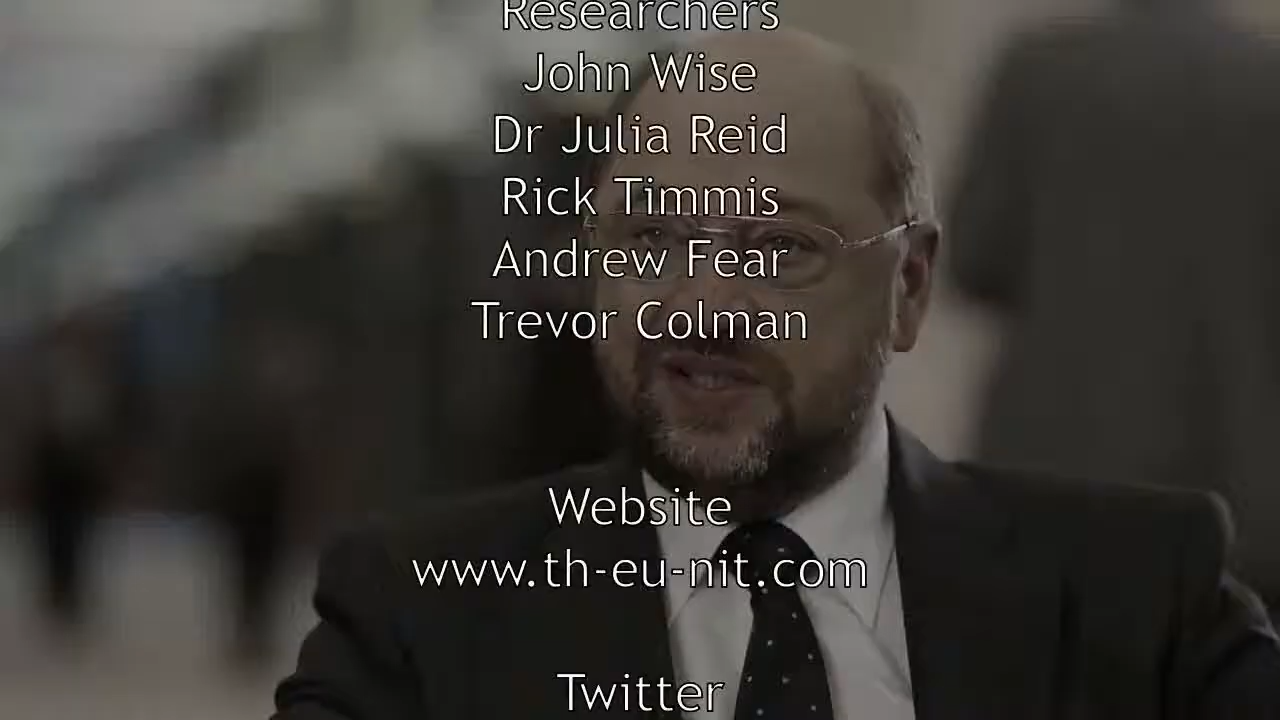 Researchers
John Wise
Dr Julia Reid
Rick Timmis
Andrew Fear
Trevor Colman
Website
www.th-eu-nit.com
Twitter